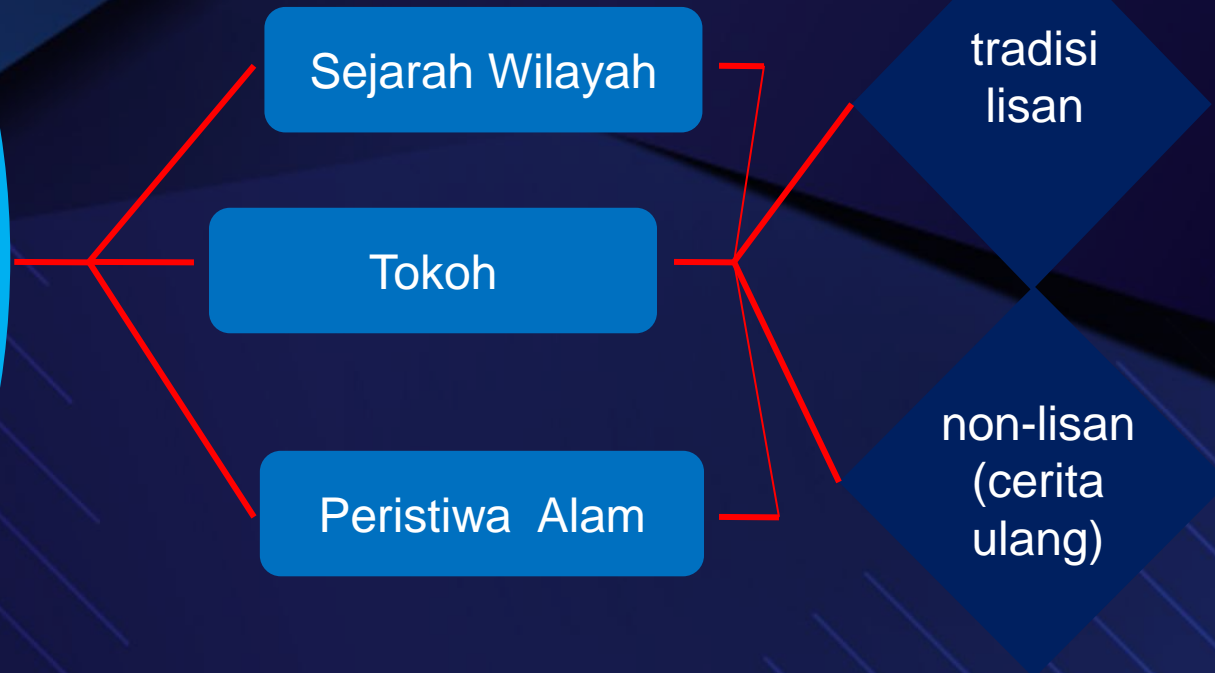 Sejarah Wilayah
Tokoh
Peristiwa Alam
tradisi
lisan
non-lisan
(cerita
ulang)